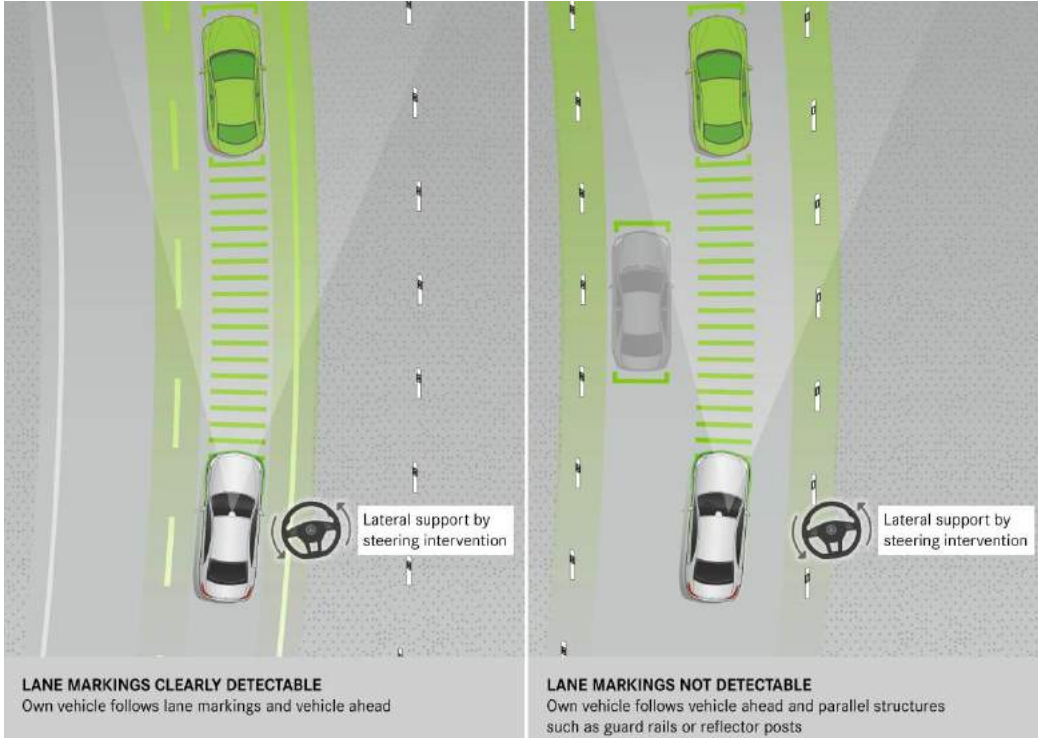 Lateral support by
steering intervention
LANE MARKINGS CLEARLY DETECTABLE
Own vehicle follows lane markings and vehicle ahead
Lateral support by
steering intervention
LANE MARKINGS NOT DETECTABLE
Own vehicle follows vehicle ahead and parallel structures
such as guard rails or reflector posts